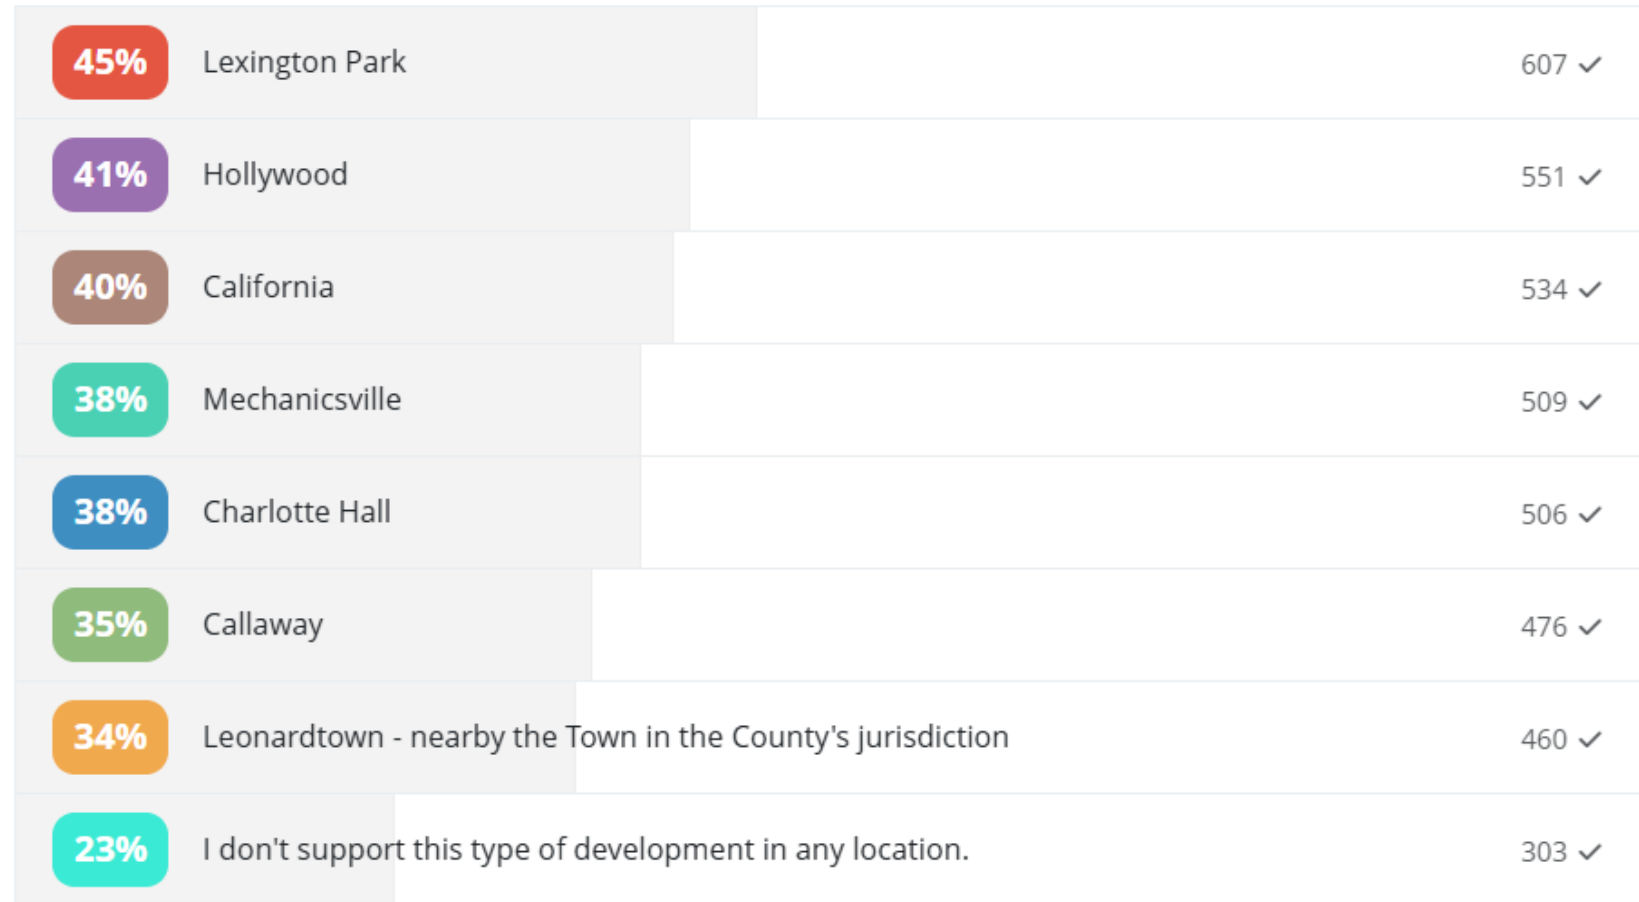 45% Lexington Park 607
41% Hollywood 551
40% California 534
38% Mechanicsville 509
38% Charlotte Hall 506
35% Callaway 476
34% Leonardtown - nearby the Town in the County's jurisdiction 460
23% I don't support this type of development in any location. 303